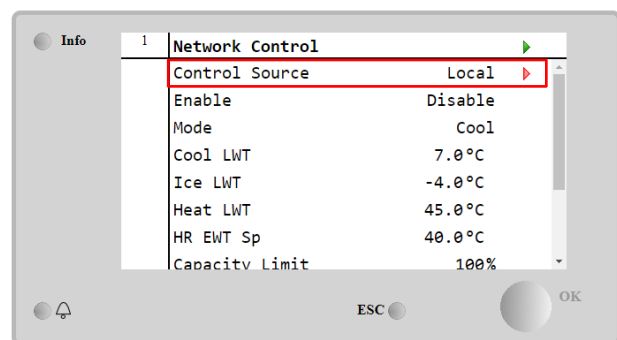 Info
1 Network Control
Control Source Local
Enable Disable
Mode Cool
Cool LWT 7.0°C
Ice LWT -4.0°C
Heat LWT 45.0°C
HR EWT Sp 40.0°C
Capacity Limit 100%
ESC
OK